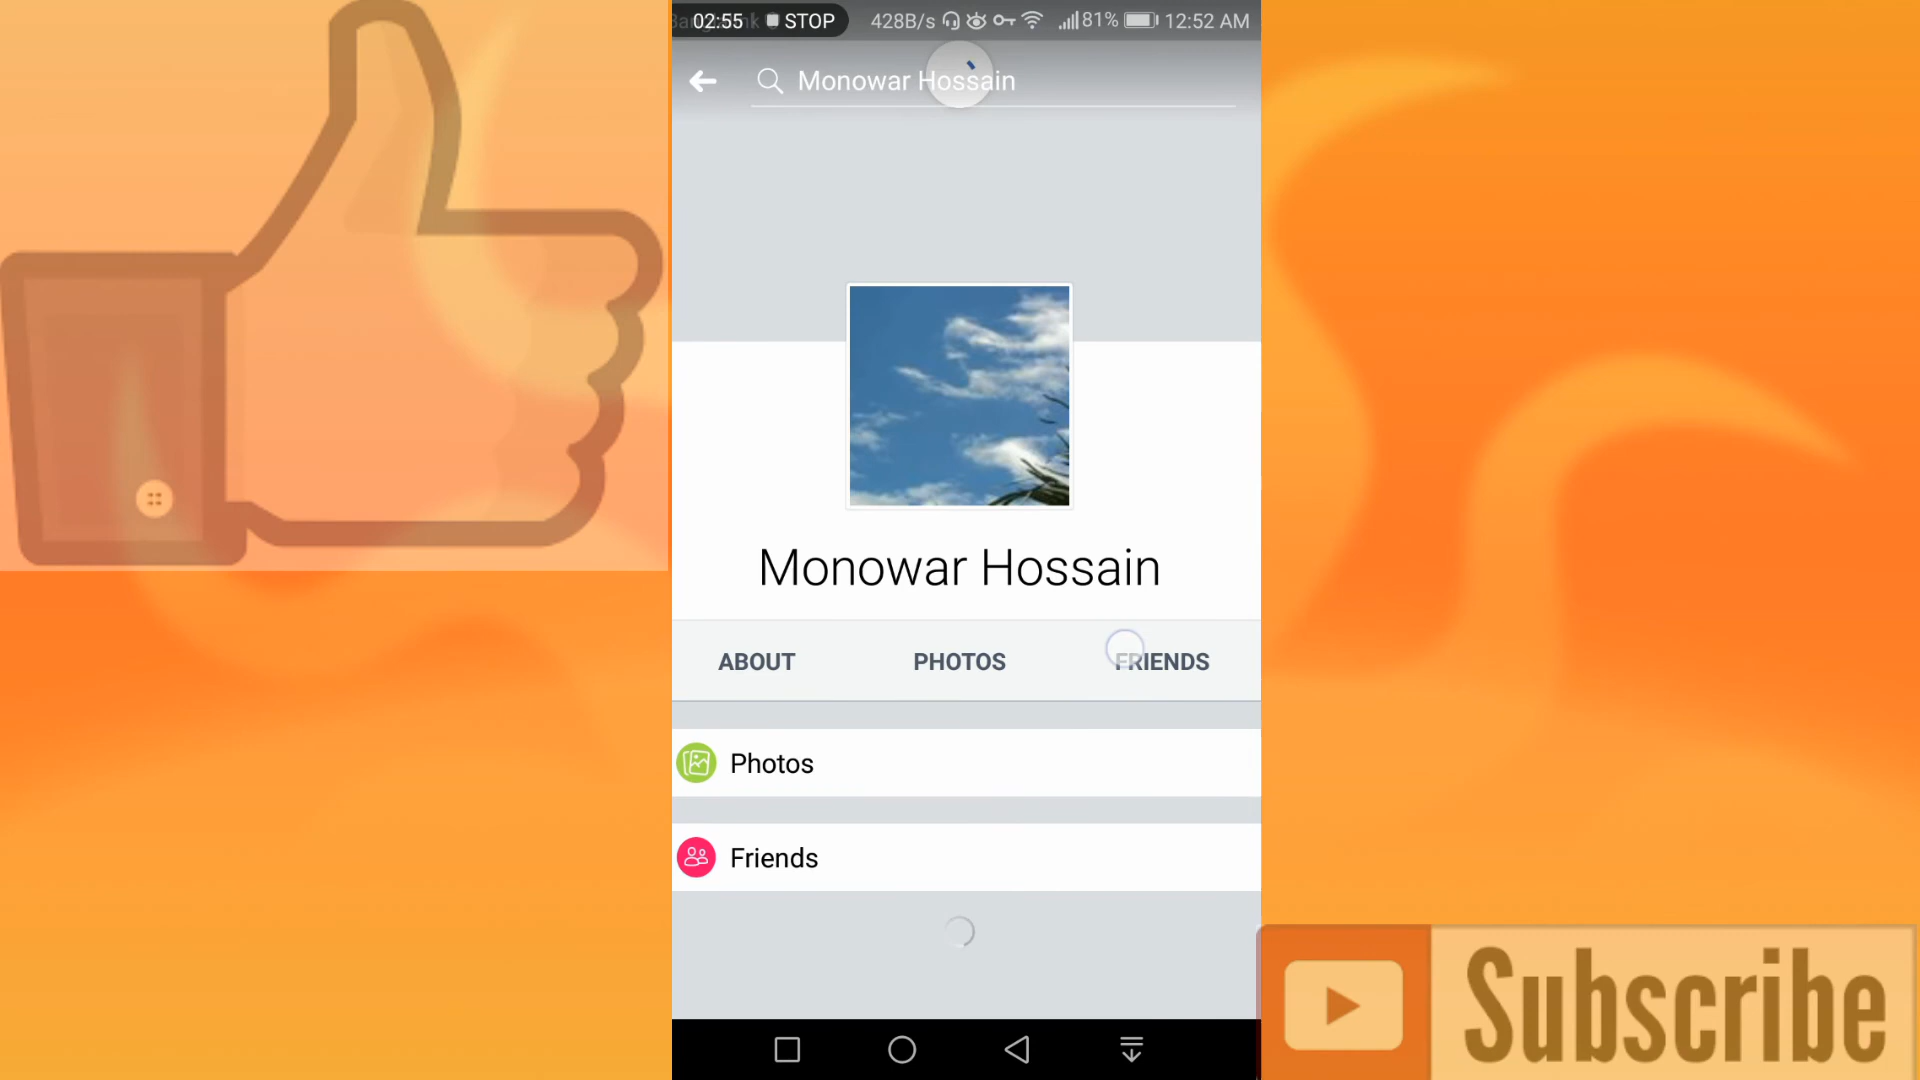 02:55 STOP 428B/s 81% 12:52 AM
Monowar Hossain
Monowar Hossain
ABOUT PHOTOS FRIENDS
Photos
Friends
Subscribe